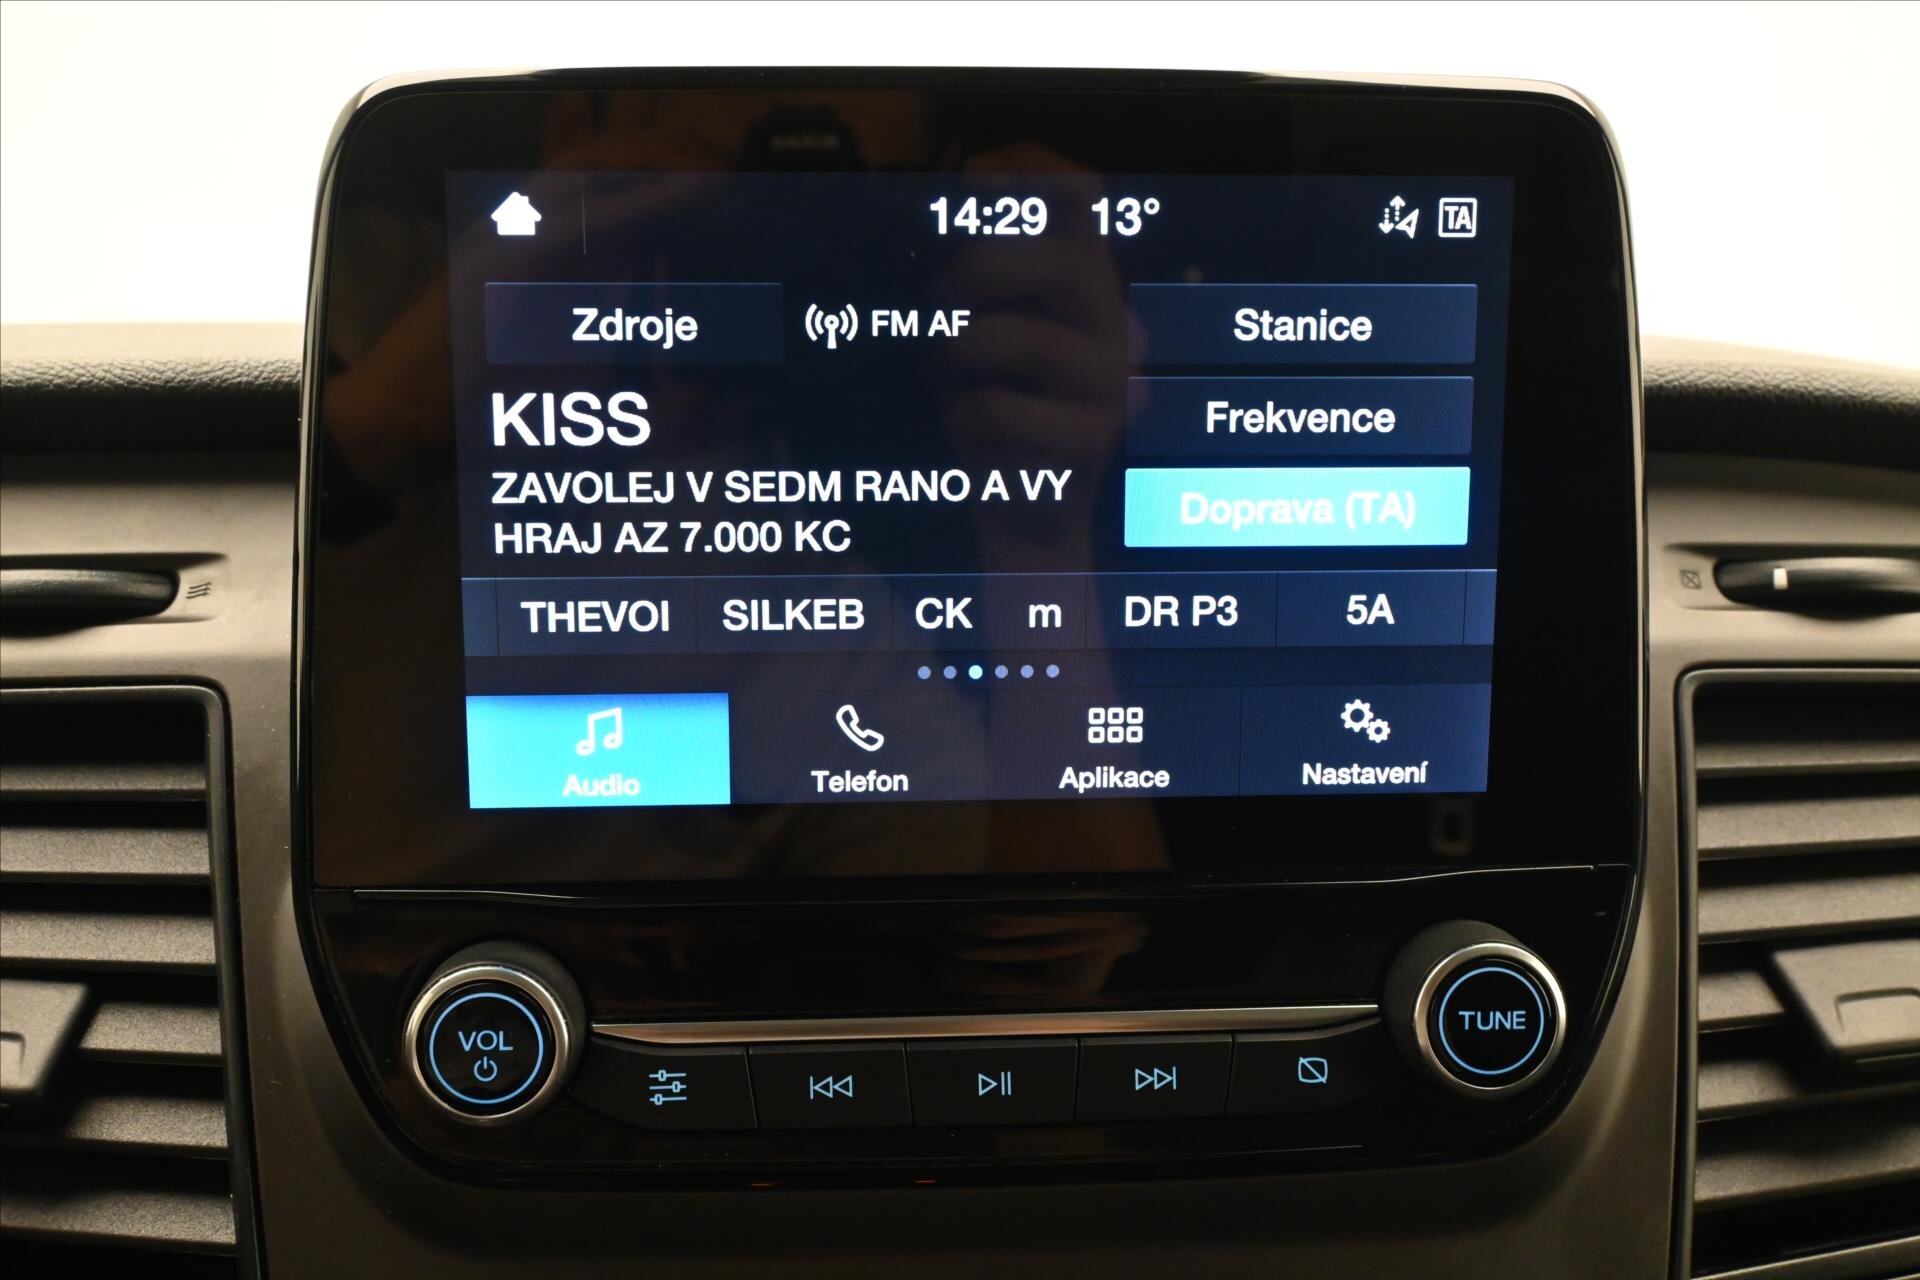 14:29 13°
TA
Zdroje
FM AF
Stanice
KISS
Frekvence
ZAVOLEJ V SEDM RANO A VY
HRAJ AZ 7.000 KC
Doprava (TA)
THEVOI
SILKEB
CK m
DR P3
5A
Audio
Telefon
Aplikace
Nastavení
VOL
TUNE